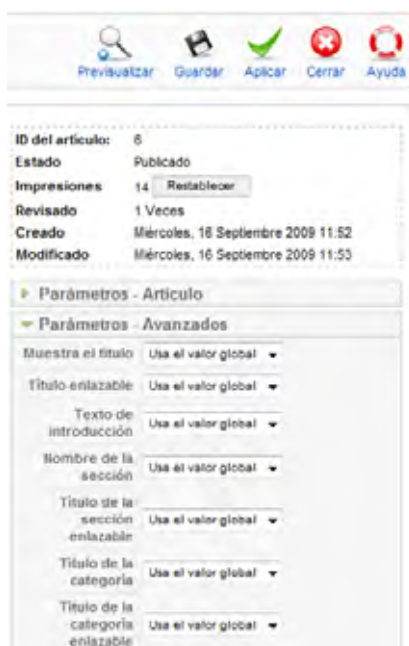 Previsualizar Guardar Aplicar Cerrar Ayuda
ID del artículo: 6
Estado Publicado
Impresiones 14 Restablecer
Revisado 1 Veces
Creado Miércoles, 16 Septiembre 2009 11:52
Modificado Miércoles, 16 Septiembre 2009 11:53
Parámetros - Artículo
Parámetros - Avanzados
Muestra el título Usa el valor global
Título enlazable Usa el valor global
Texto de
introducción Usa el valor global
Nombre de la
sección Usa el valor global
Título de la
sección Usa el valor global
enlazable
Título de la
categoría Usa el valor global
Título de la
categoría Usa el valor global
enlazable